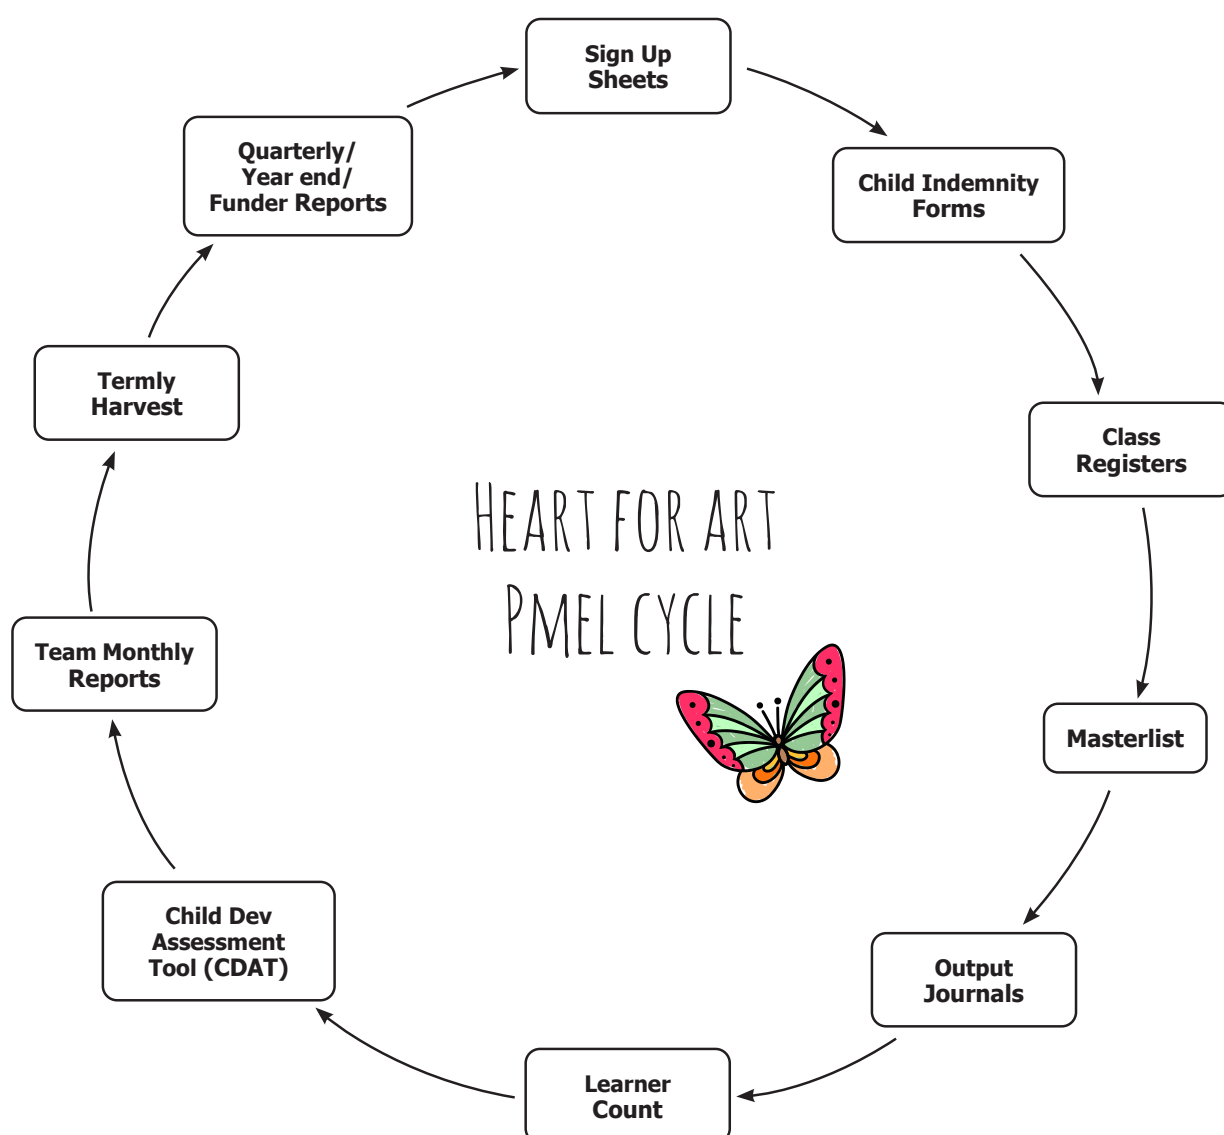 Sign Up
Sheets
Child Indemnity
Forms
Class
Registers
Masterlist
Output
Journals
Learner
Count
Child Dev
Assessment
Tool (CDAT)
Team Monthly
Reports
Termly
Harvest
Quarterly/
Year end/
Funder Reports
Heart for art
Pmel cycle